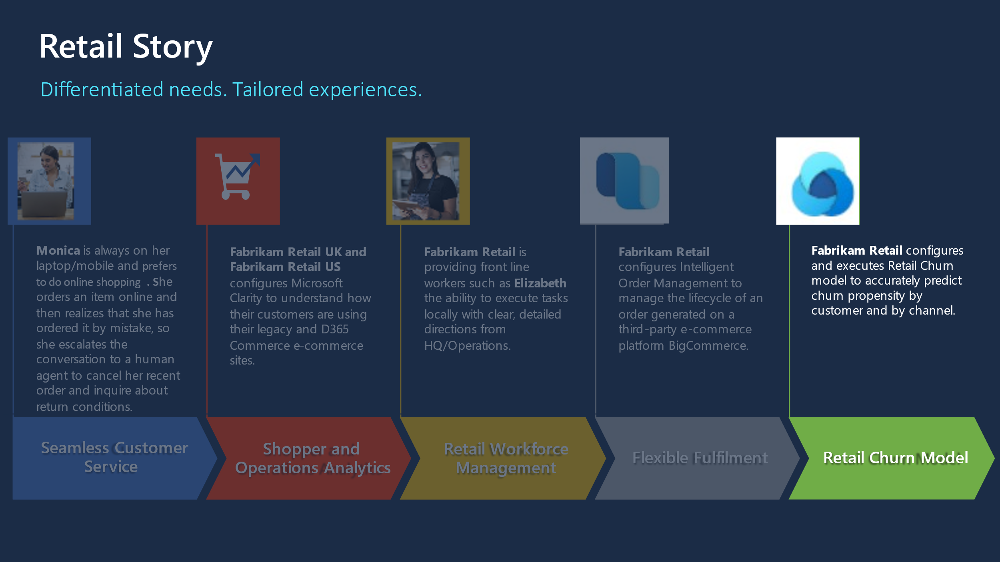 Retail Story
Differentiated needs. Tailored experiences.
Monica is always on her
laptop/mobile and prefers
to do online shopping . She
orders an item online and
then realizes that she has
ordered it by mistake, so
she escalates the
conversation to a human
agent to cancel her recent
order and inquire about
return conditions.
Fabrikam Retail UK and
Fabrikam Retail US
configures Microsoft
Clarity to understand how
their customers are using
their legacy and D365
Commerce e-commerce
sites.
Fabrikam Retail is
providing front line
workers such as Elizabeth
the ability to execute tasks
locally with clear, detailed
directions from
HQ/Operations.
Fabrikam Retail
configures Intelligent
Order Management to
manage the lifecycle of an
order generated on a
third-party e-commerce
platform BigCommerce.
Fabrikam Retail configures
and executes Retail Churn
model to accurately predict
churn propensity by
customer and by channel.
Seamless Customer
Service
Shopper and
Operations Analytics
Retail Workforce
Management
Flexible Fulfilment
Retail Churn Model